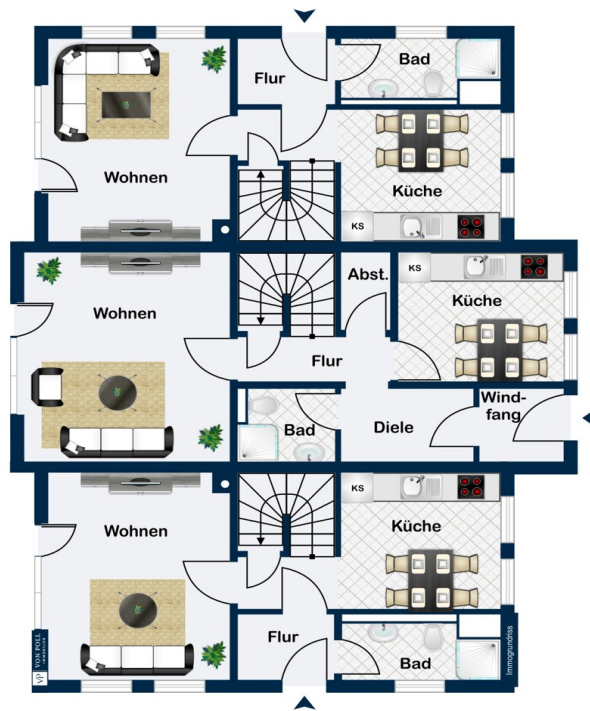 Bad
Flur
Wohnen
Küche
KS
Abst.
KS
Wohnen
Küche
Flur
Wind-
fang
Bad
Diele
KS
Wohnen
Küche
Flur
Bad
VP VON POLL
IMMOBILIEN
Immogrundriss